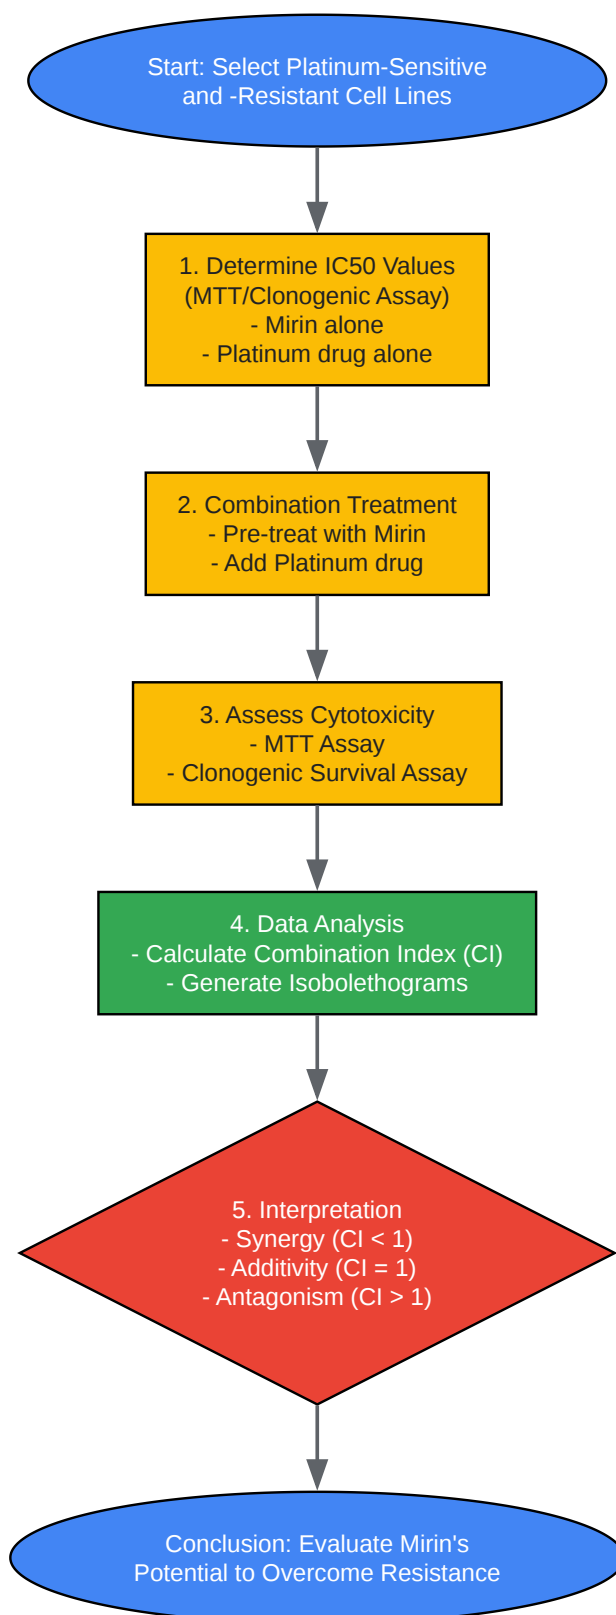 Start: Select Platinum-Sensitive
and -Resistant Cell Lines
1. Determine IC50 Values
(MTT/Clonogenic Assay)
- Mirin alone
- Platinum drug alone
2. Combination Treatment
- Pre-treat with Mirin
- Add Platinum drug
3. Assess Cytotoxicity
- MTT Assay
- Clonogenic Survival Assay
4. Data Analysis
- Calculate Combination Index (CI)
- Generate Isobolethograms
5. Interpretation
- Synergy (CI < 1)
- Additivity (CI = 1)
- Antagonism (CI > 1)
Conclusion: Evaluate Mirin's
Potential to Overcome Resistance